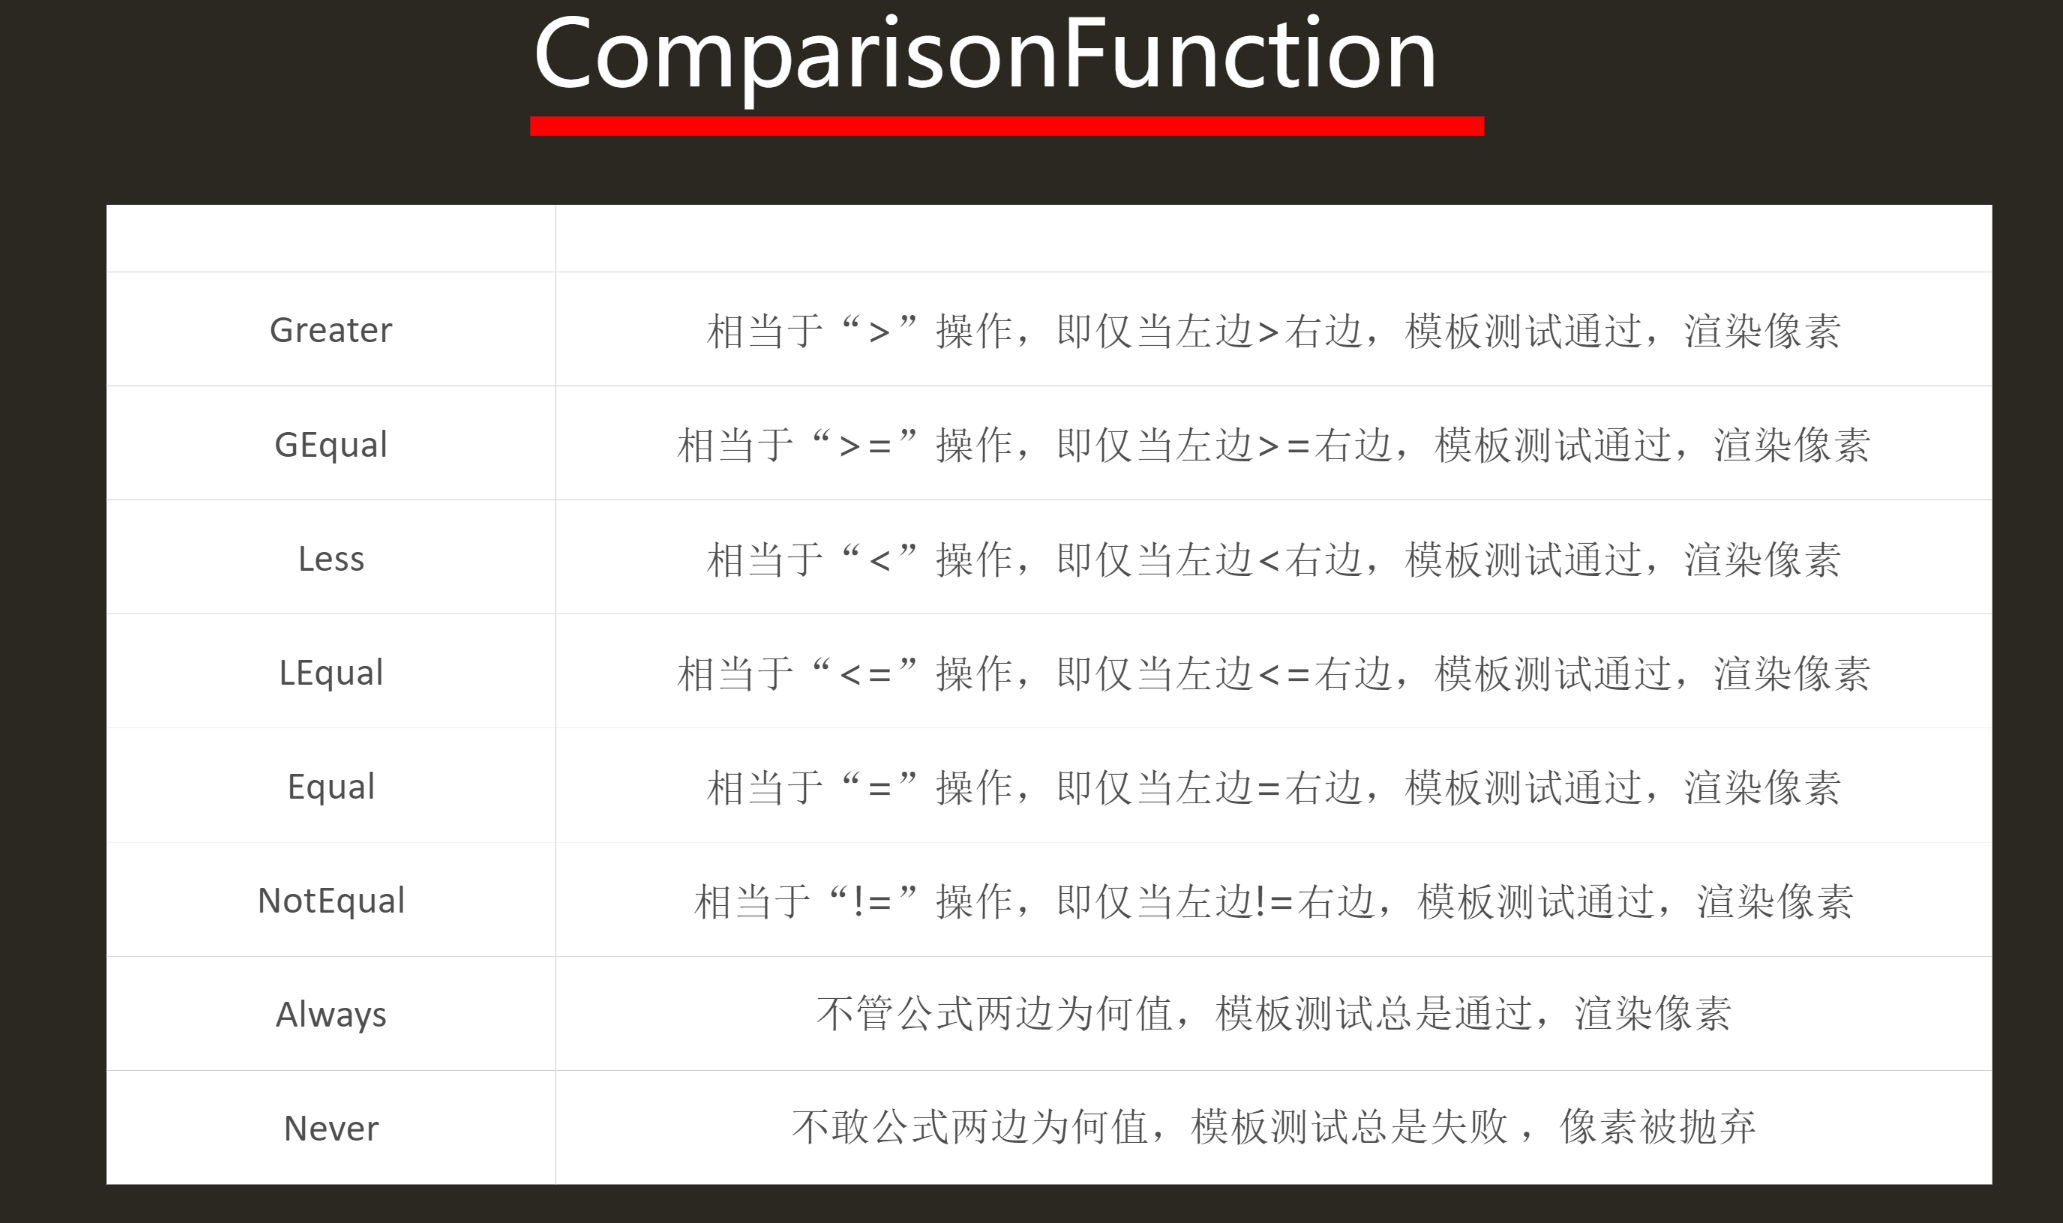 ComparisonFunction
Greater 相当于“>”操作，即仅当左边>右边，模板测试通过，渲染像素
GEqual 相当于“>=”操作，即仅当左边>=右边，模板测试通过，渲染像素
Less 相当于“<”操作，即仅当左边<右边，模板测试通过，渲染像素
LEqual 相当于“<=”操作，即仅当左边<=右边，模板测试通过，渲染像素
Equal 相当于“=”操作，即仅当左边=右边，模板测试通过，渲染像素
NotEqual 相当于“!=”操作，即仅当左边!=右边，模板测试通过，渲染像素
Always 不管公式两边为何值，模板测试总是通过，渲染像素
Never 不敢公式两边为何值，模板测试总是失败 ，像素被抛弃